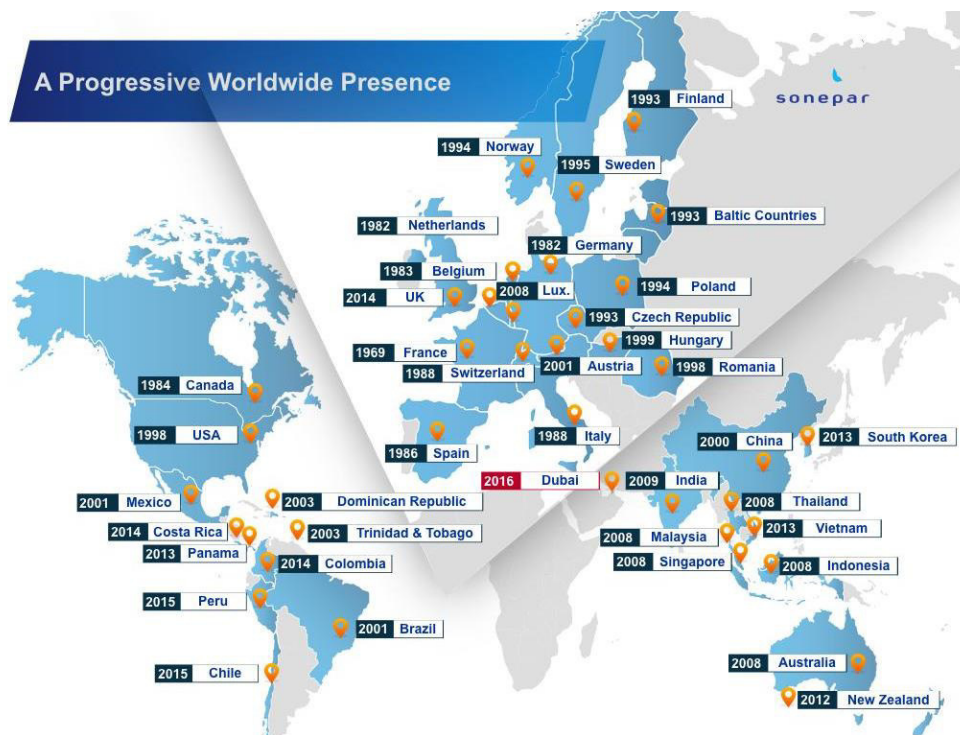 A Progressive Worldwide Presence
sonepar
1993 Finland
1994 Norway
1995 Sweden
1993 Baltic Countries
1982 Netherlands
1982 Germany
1983 Belgium
2008 Lux.
1994 Poland
2014 UK
1993 Czech Republic
1999 Hungary
1969 France
1988 Switzerland
2001 Austria
1998 Romania
1984 Canada
1998 USA
1986 Spain
1988 Italy
2000 China
2013 South Korea
2016 Dubai
2009 India
2001 Mexico
2003 Dominican Republic
2008 Thailand
2014 Costa Rica
2003 Trinidad & Tobago
2013 Vietnam
2008 Malaysia
2013 Panama
2014 Colombia
2008 Singapore
2008 Indonesia
2015 Peru
2001 Brazil
2015 Chile
2008 Australia
2012 New Zealand